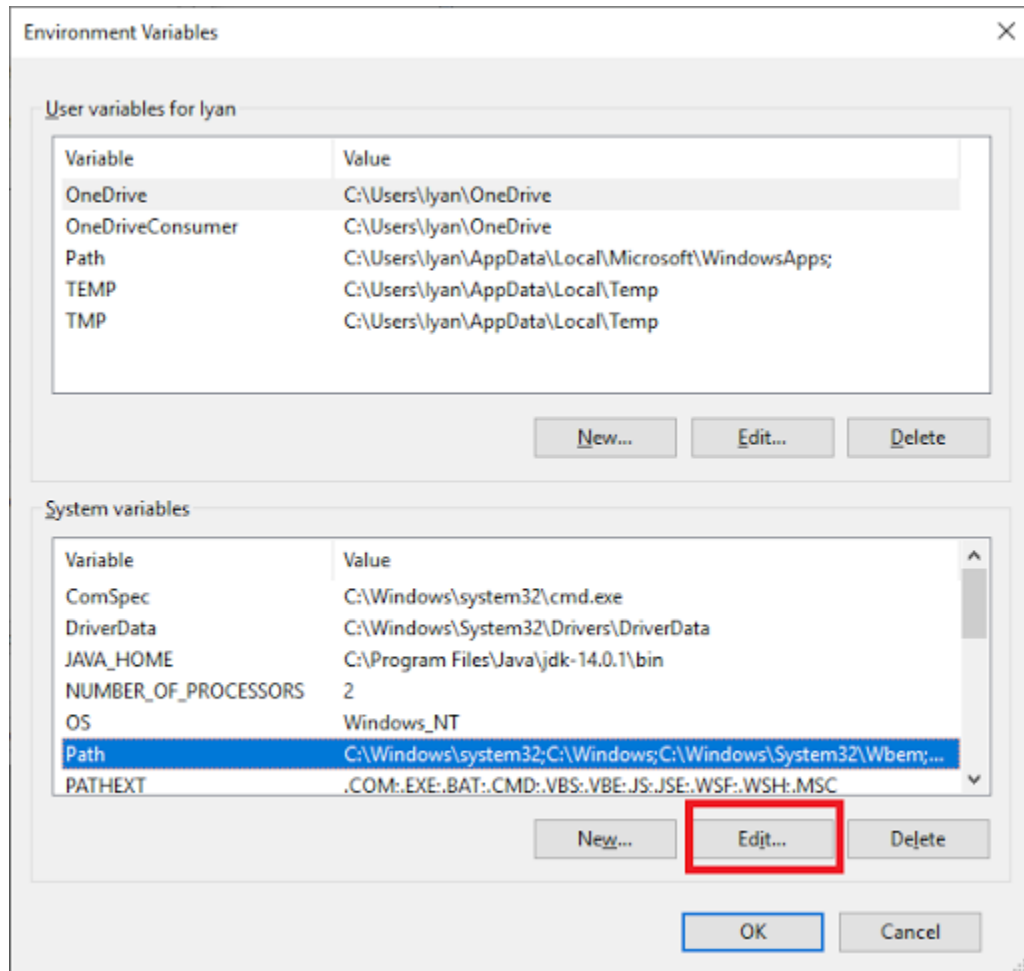 Environment Variables
User variables for lyan
Variable Value
OneDrive C:\Users\lyan\OneDrive
OneDriveConsumer C:\Users\lyan\OneDrive
Path C:\Users\lyan\AppData\Local\Microsoft\WindowsApps;
TEMP C:\Users\lyan\AppData\Local\Temp
TMP C:\Users\lyan\AppData\Local\Temp
New... Edit... Delete
System variables
Variable Value
ComSpec C:\Windows\system32\cmd.exe
DriverData C:\Windows\System32\Drivers\DriverData
JAVA_HOME C:\Program Files\Java\jdk-14.0.1\bin
NUMBER_OF_PROCESSORS 2
OS Windows_NT
Path C:\Windows\system32;C:\Windows;C:\Windows\System32\Wbem;...
PATHEXT .COM;.EXE;.BAT;.CMD;.VBS;.VBE;.JS;.JSE;.WSF;.WSH;.MSC
New... Edit... Delete
OK Cancel